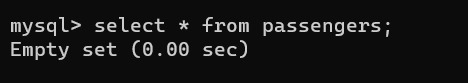 mysql> select * from passengers;
Empty set (0.00 sec)